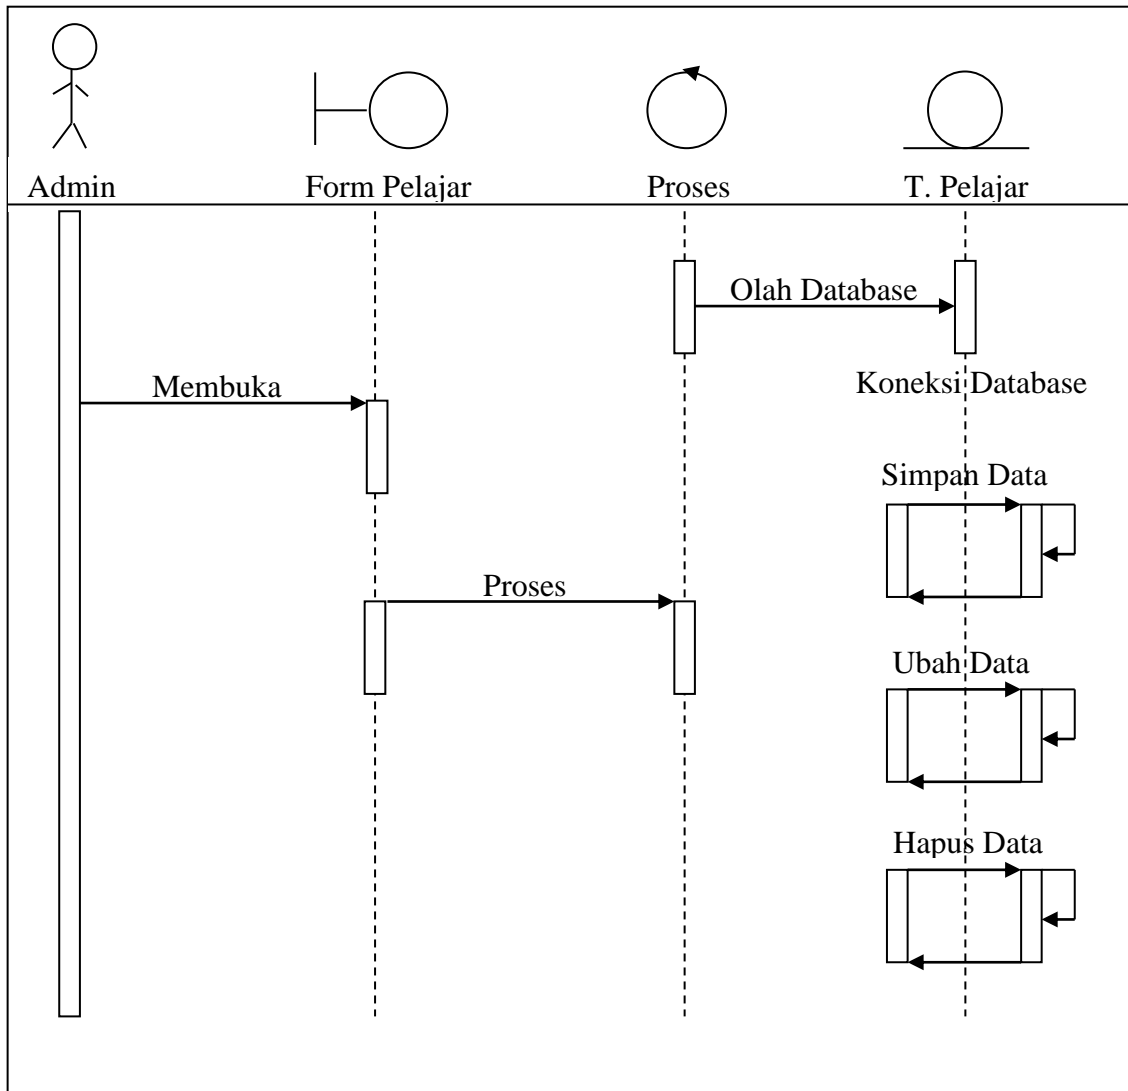 Admin
Form Pelajar
Proses
T. Pelajar
Olah Database
Koneksi Database
Membuka
Simpan Data
Proses
Ubah Data
Hapus Data